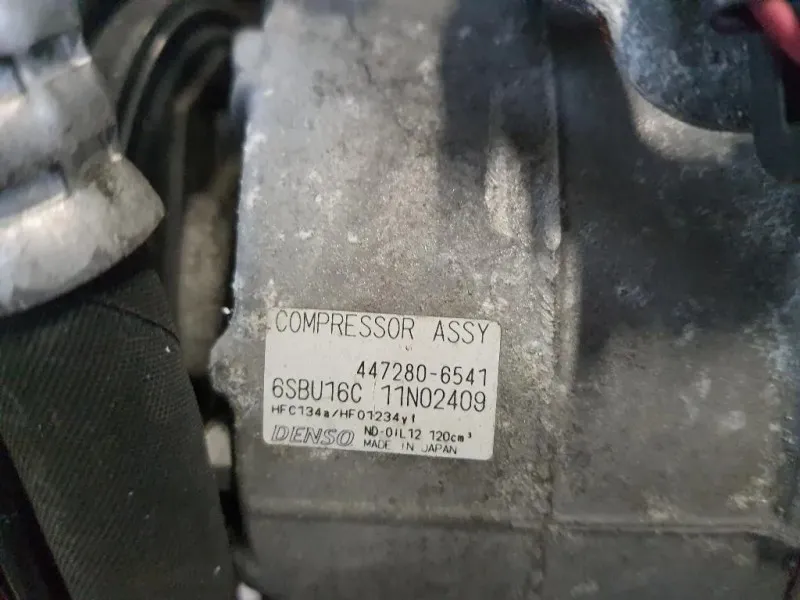 COMPRESSOR ASSY
447280-6541
6SBU16C 11N02409
HFC134a/HFO1234yf
DENSO ND-OIL12 120cm³
MADE IN JAPAN